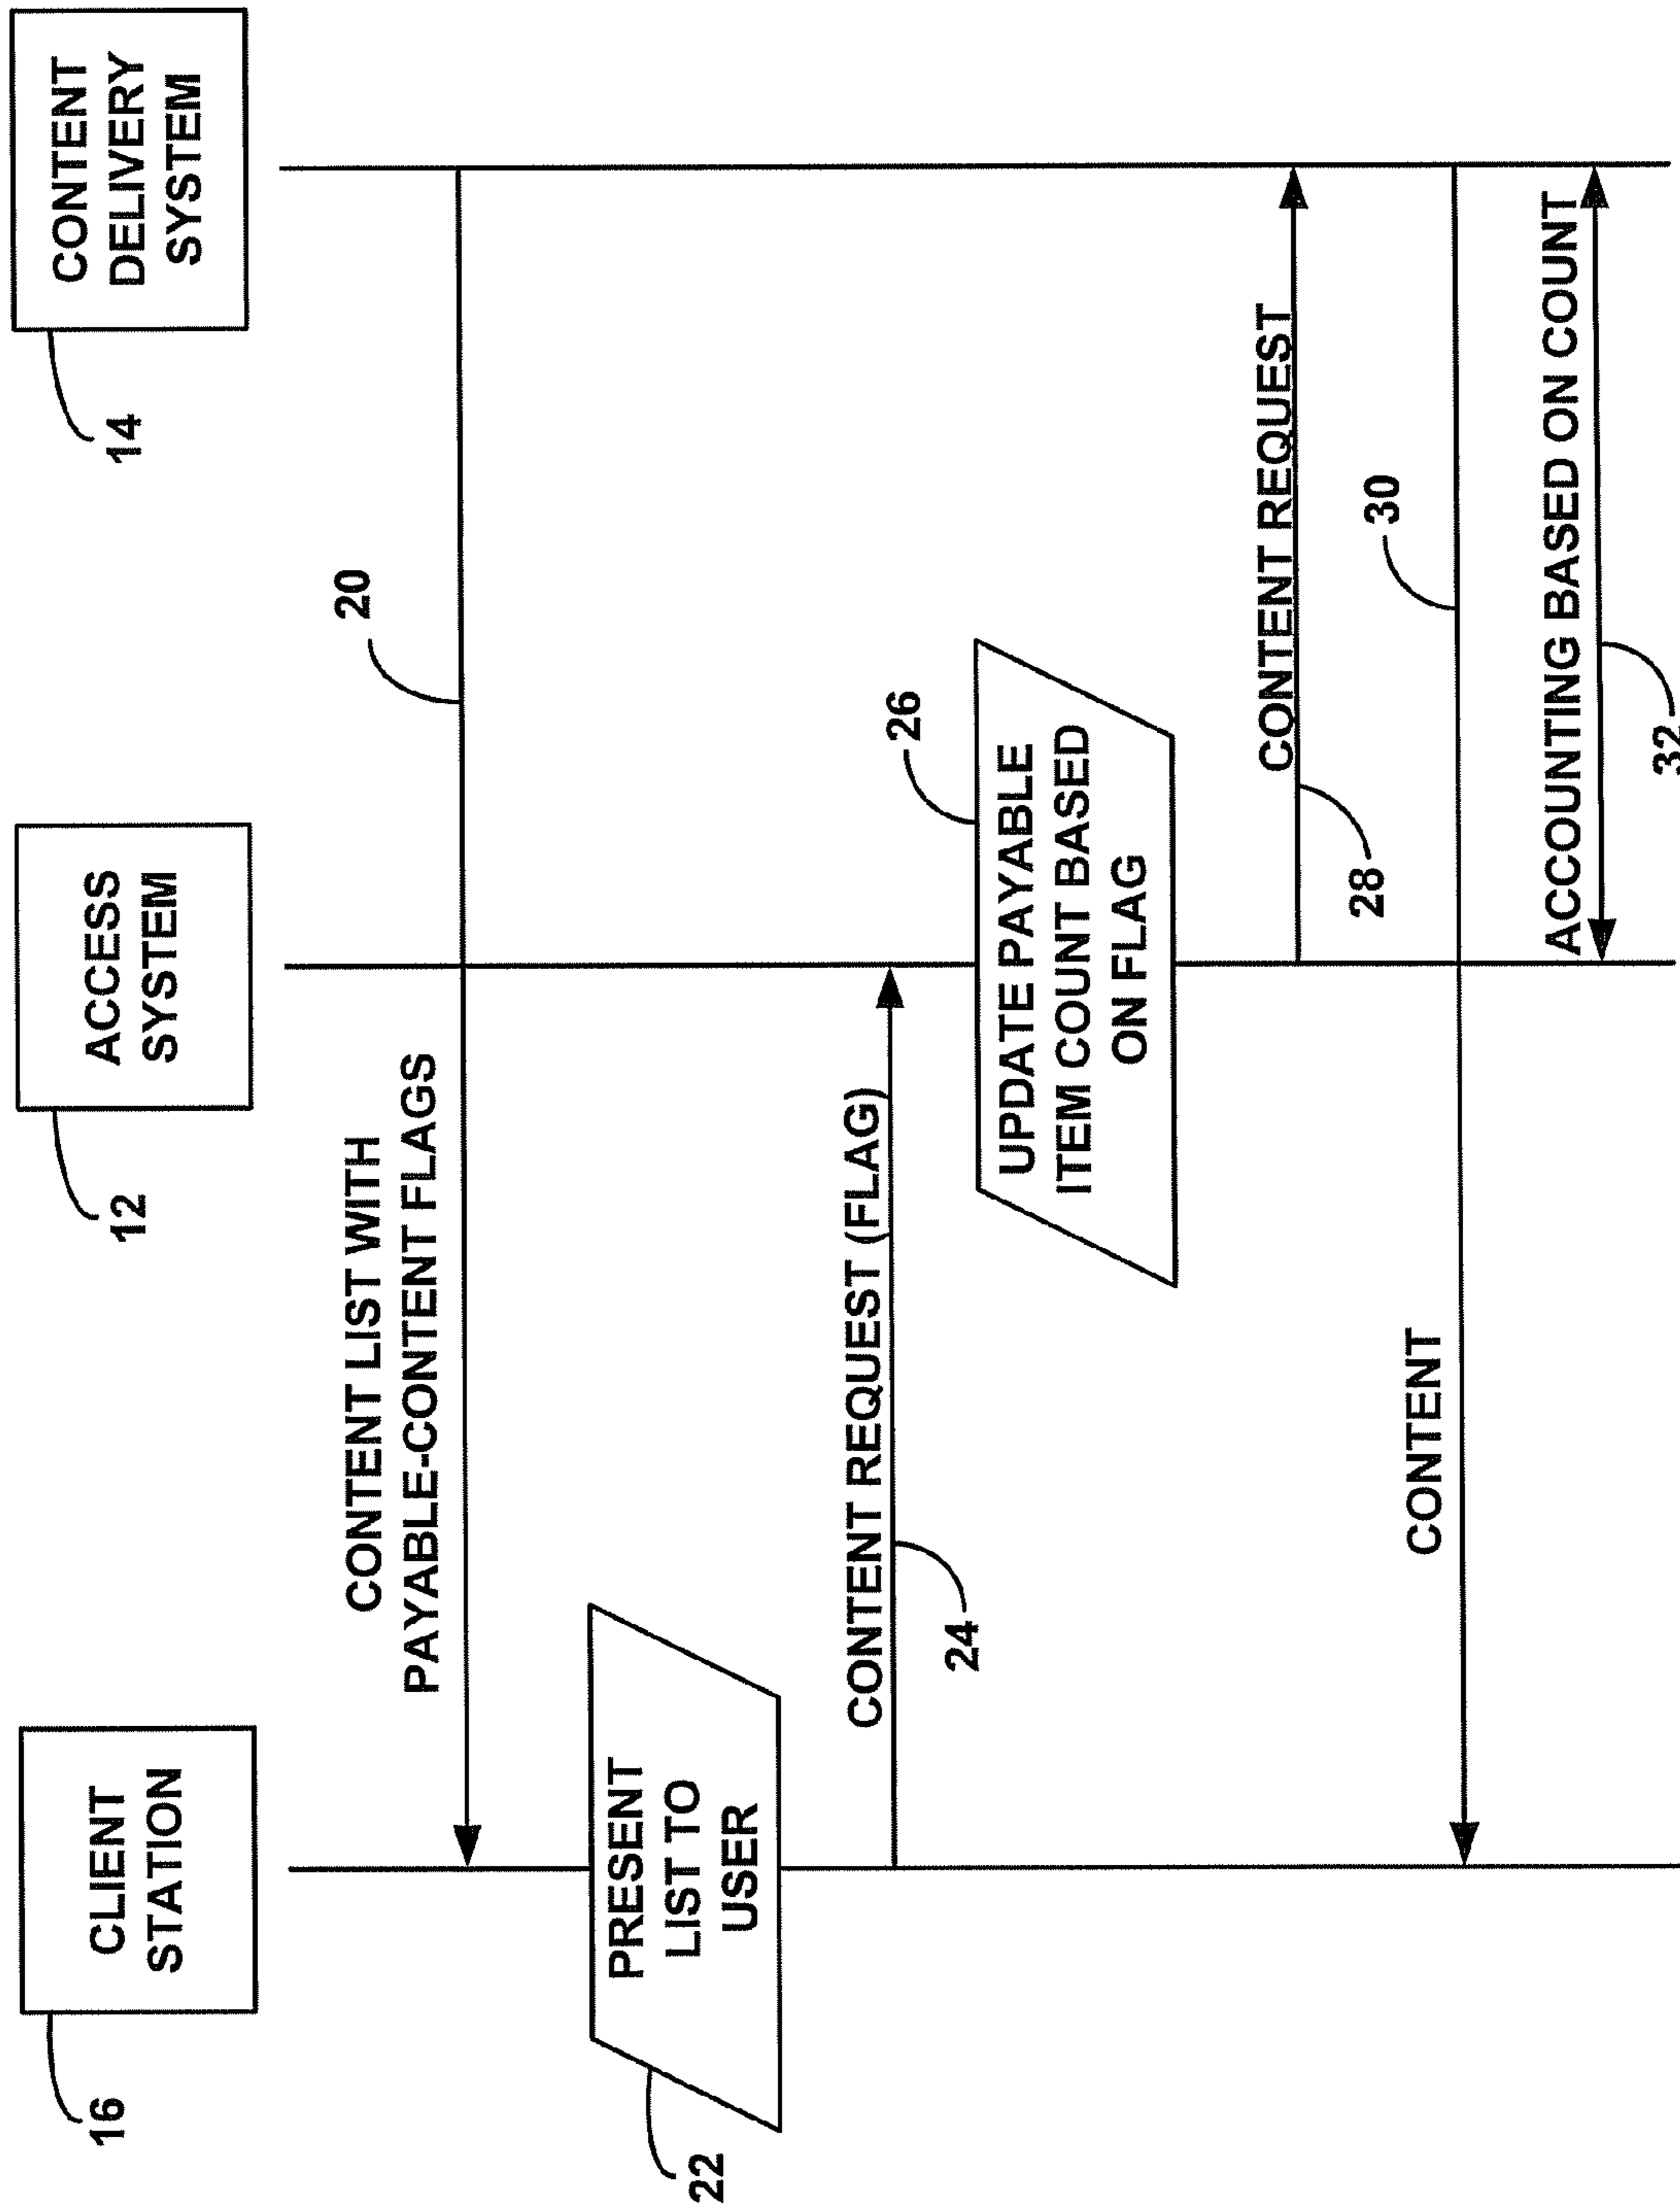 16
CLIENT
STATION
12
ACCESS
SYSTEM
14
CONTENT
DELIVERY
SYSTEM
CONTENT LIST WITH
PAYABLE-CONTENT FLAGS
20
22
PRESENT
LIST TO
USER
CONTENT REQUEST (FLAG)
24
26
UPDATE PAYABLE
ITEM COUNT BASED
ON FLAG
CONTENT REQUEST
28
CONTENT
30
ACCOUNTING BASED ON COUNT
32